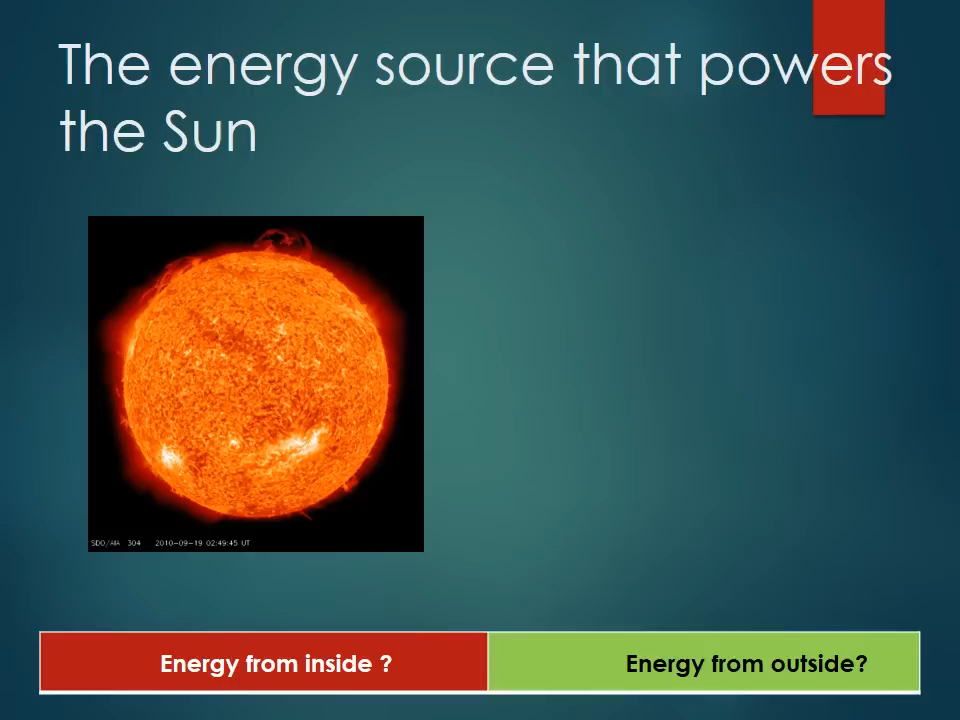 The energy source that powers
the Sun
SDO/AIA 304 2010-09-19 02:49:45 UT
Energy from inside ?
Energy from outside?